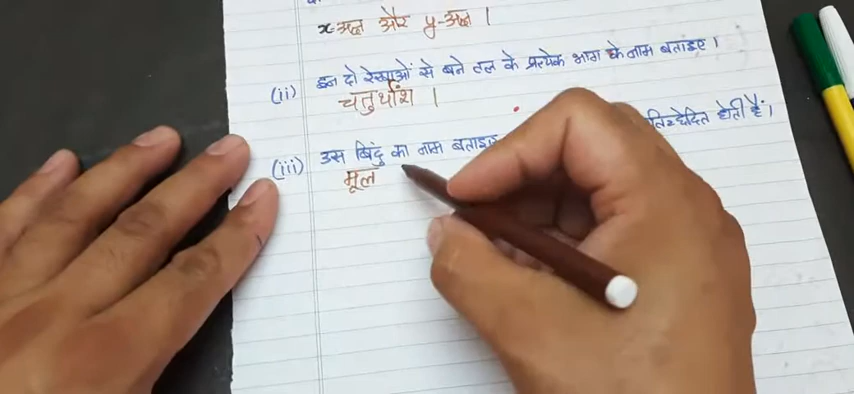 x-अक्ष और y-अक्ष।
(ii) इन दो रेखाओं से बने तल के प्रत्येक भाग के नाम बताइए।
चतुर्थांश।
(iii) उस बिंदु का नाम बताइए प्रतिच्छेदित होती हैं।
मूल